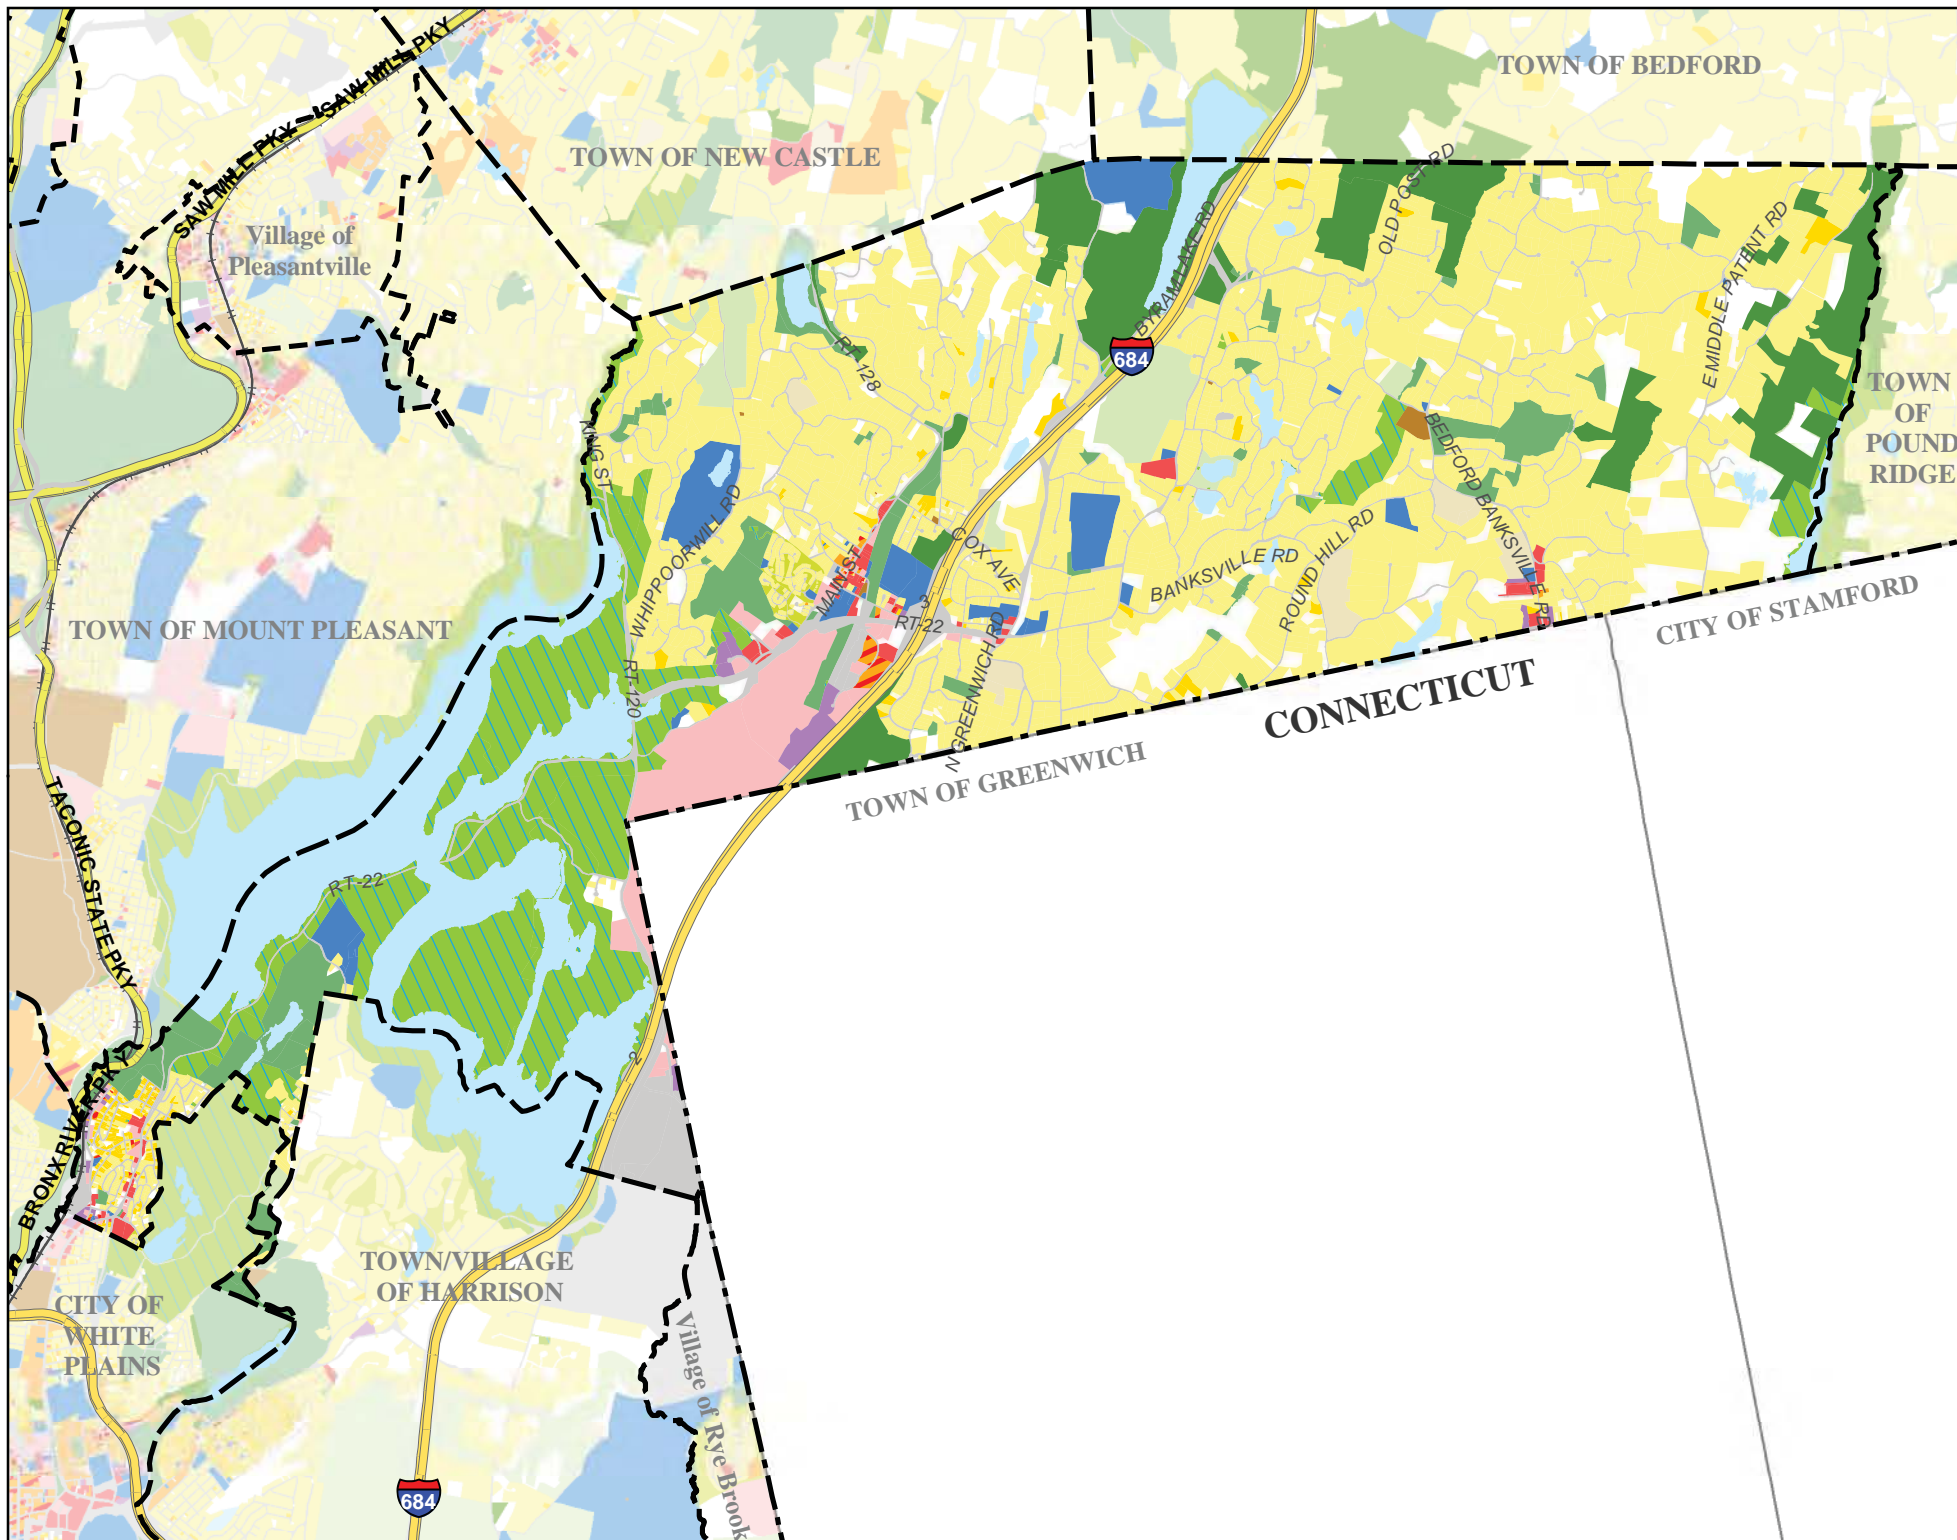 SAW MILL PKY
SAW MILL PKY
TOWN OF BEDFORD
TOWN OF NEW CASTLE
OLD POST RD
Village of
Pleasantville
BYRAM LAKE RD
E MIDDLE PATENT RD
684
RT-128
TOWN
OF
POUND
RIDGE
KING ST
WHIPPOORWILL RD
BEDFORD BANKSVILLE RD
MAIN ST
COX AVE
BANKSVILLE RD
ROUND HILL RD
3
RT-22
N GREENWICH RD
TOWN OF MOUNT PLEASANT
RT-120
CITY OF STAMFORD
CONNECTICUT
TOWN OF GREENWICH
TACONIC STATE PKY
RT-22
2
BRONX RIVER PKY
TOWN/VILLAGE
OF HARRISON
CITY OF
WHITE
PLAINS
Village of Rye Brook
684